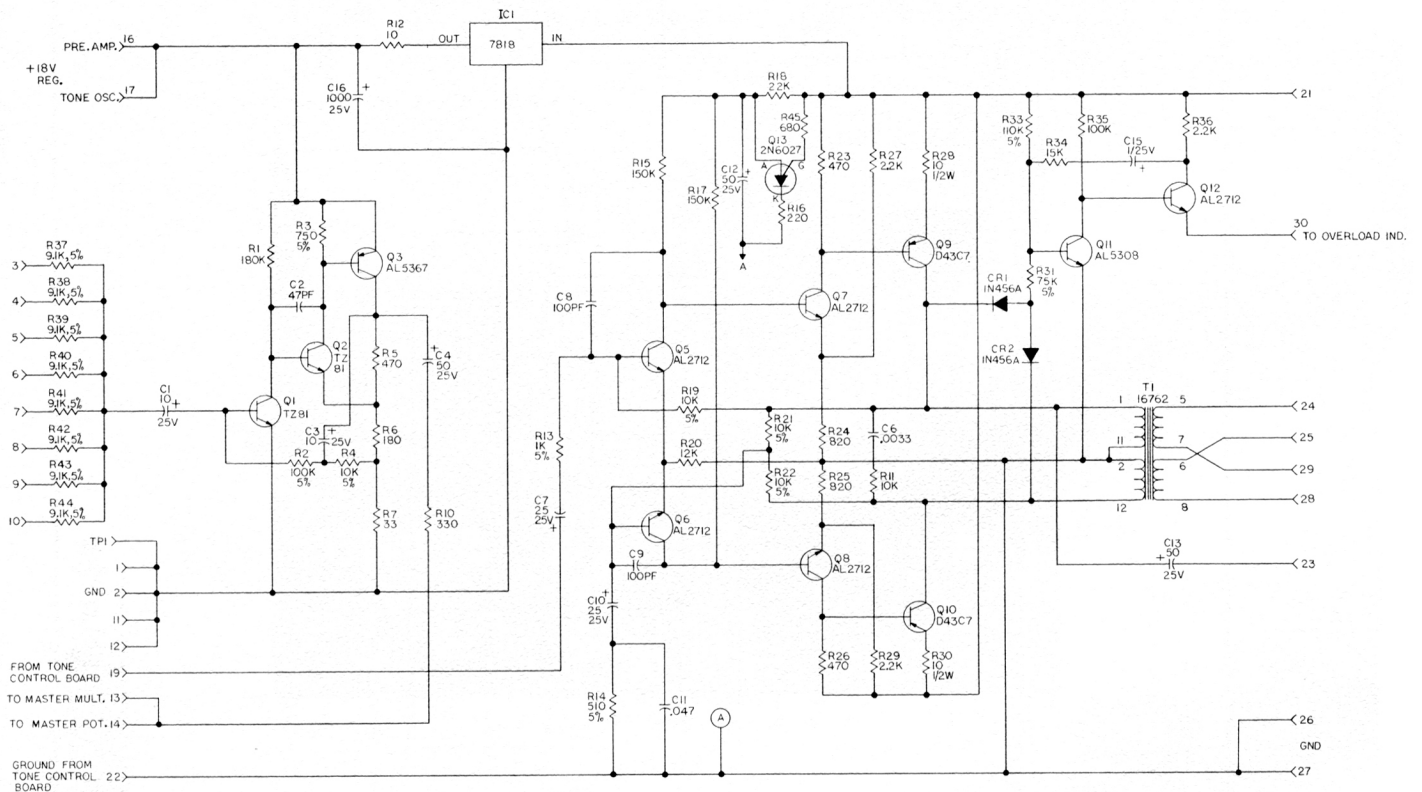 IC1
7818
OUT
IN
R12
10
PRE. AMP.
16
+18V
REG.
TONE OSC.
17
C16
1000
25V
+
R18
22K
R45
680
Q13
2N6027
A
G
K
R16
220
A
C12
50
25V
+
R15
150K
R17
150K
R23
470
R27
2.2K
R28
10
1/2W
R33
110K
5%
R35
100K
R34
15K
C15
1/25V
+
R36
2.2K
21
Q12
AL2712
30
TO OVERLOAD IND.
R1
180K
R3
750
5%
Q3
AL5367
C2
47PF
Q2
TZ
81
Q1
TZ81
R5
470
C4
50
25V
+
C3
10
+
25V
R2
100K
5%
R4
10K
5%
R6
180
R7
33
R10
330
3
R37
9.1K,5%
4
R38
9.1K,5%
5
R39
9.1K,5%
6
R40
9.1K,5%
7
R41
9.1K,5%
8
R42
9.1K,5%
9
R43
9.1K,5%
10
R44
9.1K,5%
C1
10
+
25V
C8
100PF
Q5
AL2712
Q7
AL2712
Q9
D43C7
CR1
1N456A
R31
75K
5%
Q11
AL5308
CR2
1N456A
R19
10K
5%
R21
10K
5%
R20
12K
R22
10K
5%
R24
820
R25
820
C6
.0033
R11
10K
T1
16762
1
11
2
12
5
7
6
8
24
25
29
28
R13
1K
5%
C7
25
25V
+
Q6
AL2712
C9
100PF
Q8
AL2712
Q10
D43C7
C10
25
25V
+
C13
+
50
25V
23
R26
470
R29
2.2K
R30
10
1/2W
R14
510
5%
C11
.047
A
TP1
1
GND 2
11
12
FROM TONE
CONTROL BOARD 19
TO MASTER MULT. 13
TO MASTER POT. 14
GROUND FROM
TONE CONTROL 22
BOARD
26
GND
27